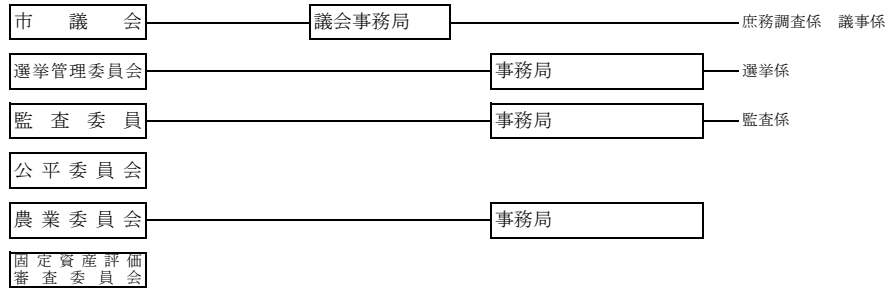 市議会 議会事務局 庶務調査係 議事係
選挙管理委員会 事務局 選挙係
監査委員 事務局 監査係
公平委員会
農業委員会 事務局
固定資産評価
審査委員会